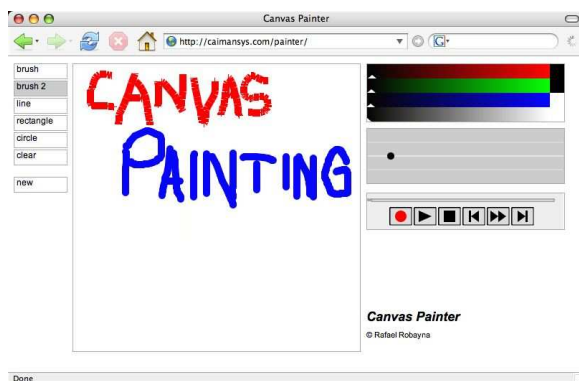 Canvas Painter
http://caimansys.com/painter/
G
brush
brush 2
line
rectangle
circle
clear
new
CANVAS
PAINTING
Canvas Painter
© Rafael Robayna
Done